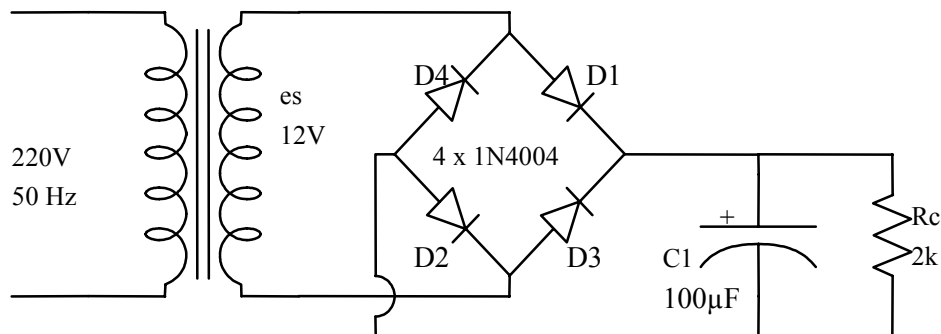 220V
50 Hz
es
12V
D4
D1
4 x 1N4004
D2
D3
+
C1
100µF
Rc
2k